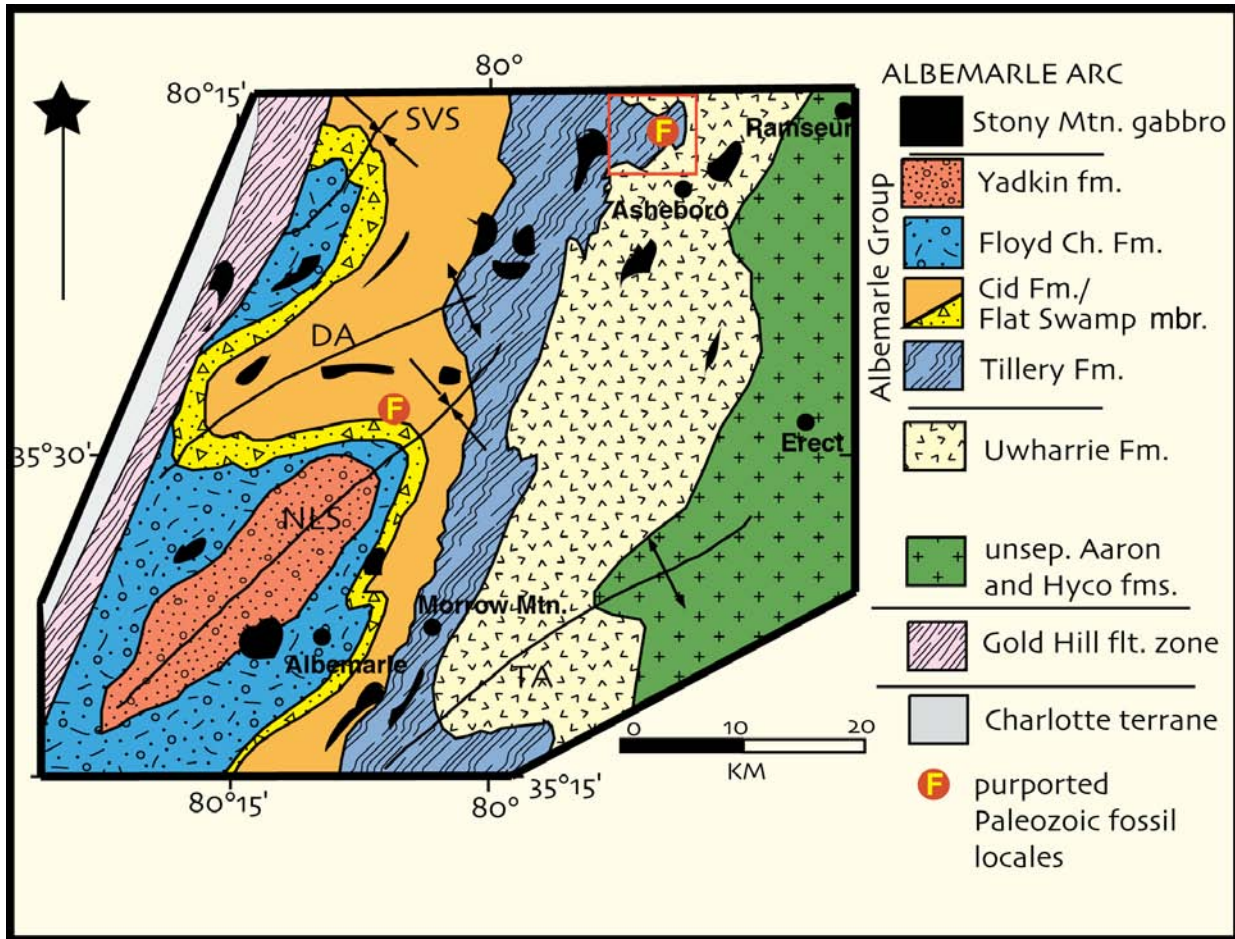 80°
80°15'
SVS
F
Ramseur
Asheboro
DA
F
35°30'
Erect
NLS
Morrow Mtn.
Albemarle
TA
0 10 20
KM
80°15'
80°
35°15'
ALBEMARLE ARC
Stony Mtn. gabbro
Albemarle Group
Yadkin fm.
Floyd Ch. Fm.
Cid Fm./
Flat Swamp mbr.
Tillery Fm.
Uwharrie Fm.
unsep. Aaron
and Hyco fms.
Gold Hill flt. zone
Charlotte terrane
F
purported
Paleozoic fossil
locales